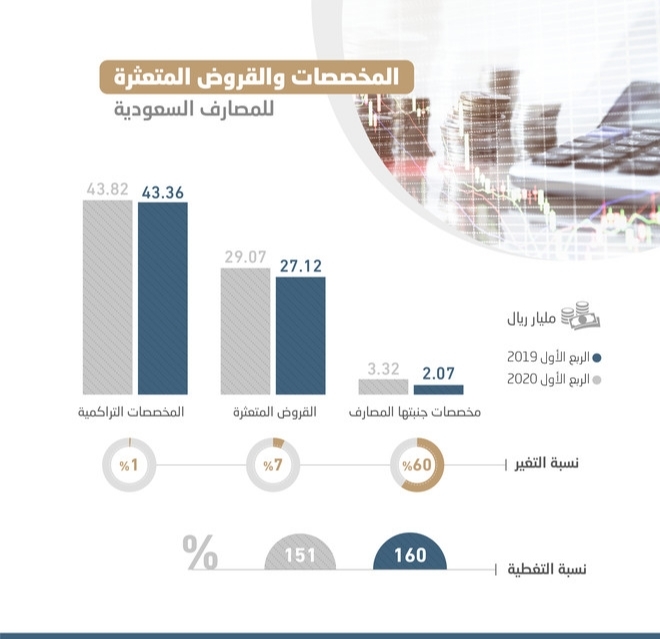 المخصصات والقروض المتعثرة
للمصارف السعودية
43.82
43.36
29.07
27.12
3.32
2.07
مليار ريال
الربع الأول 2019
الربع الأول 2020
مخصصات جنبتها المصارف
القروض المتعثرة
المخصصات التراكمية
نسبة التغير
%60
%7
%1
نسبة التغطية
160
151
%